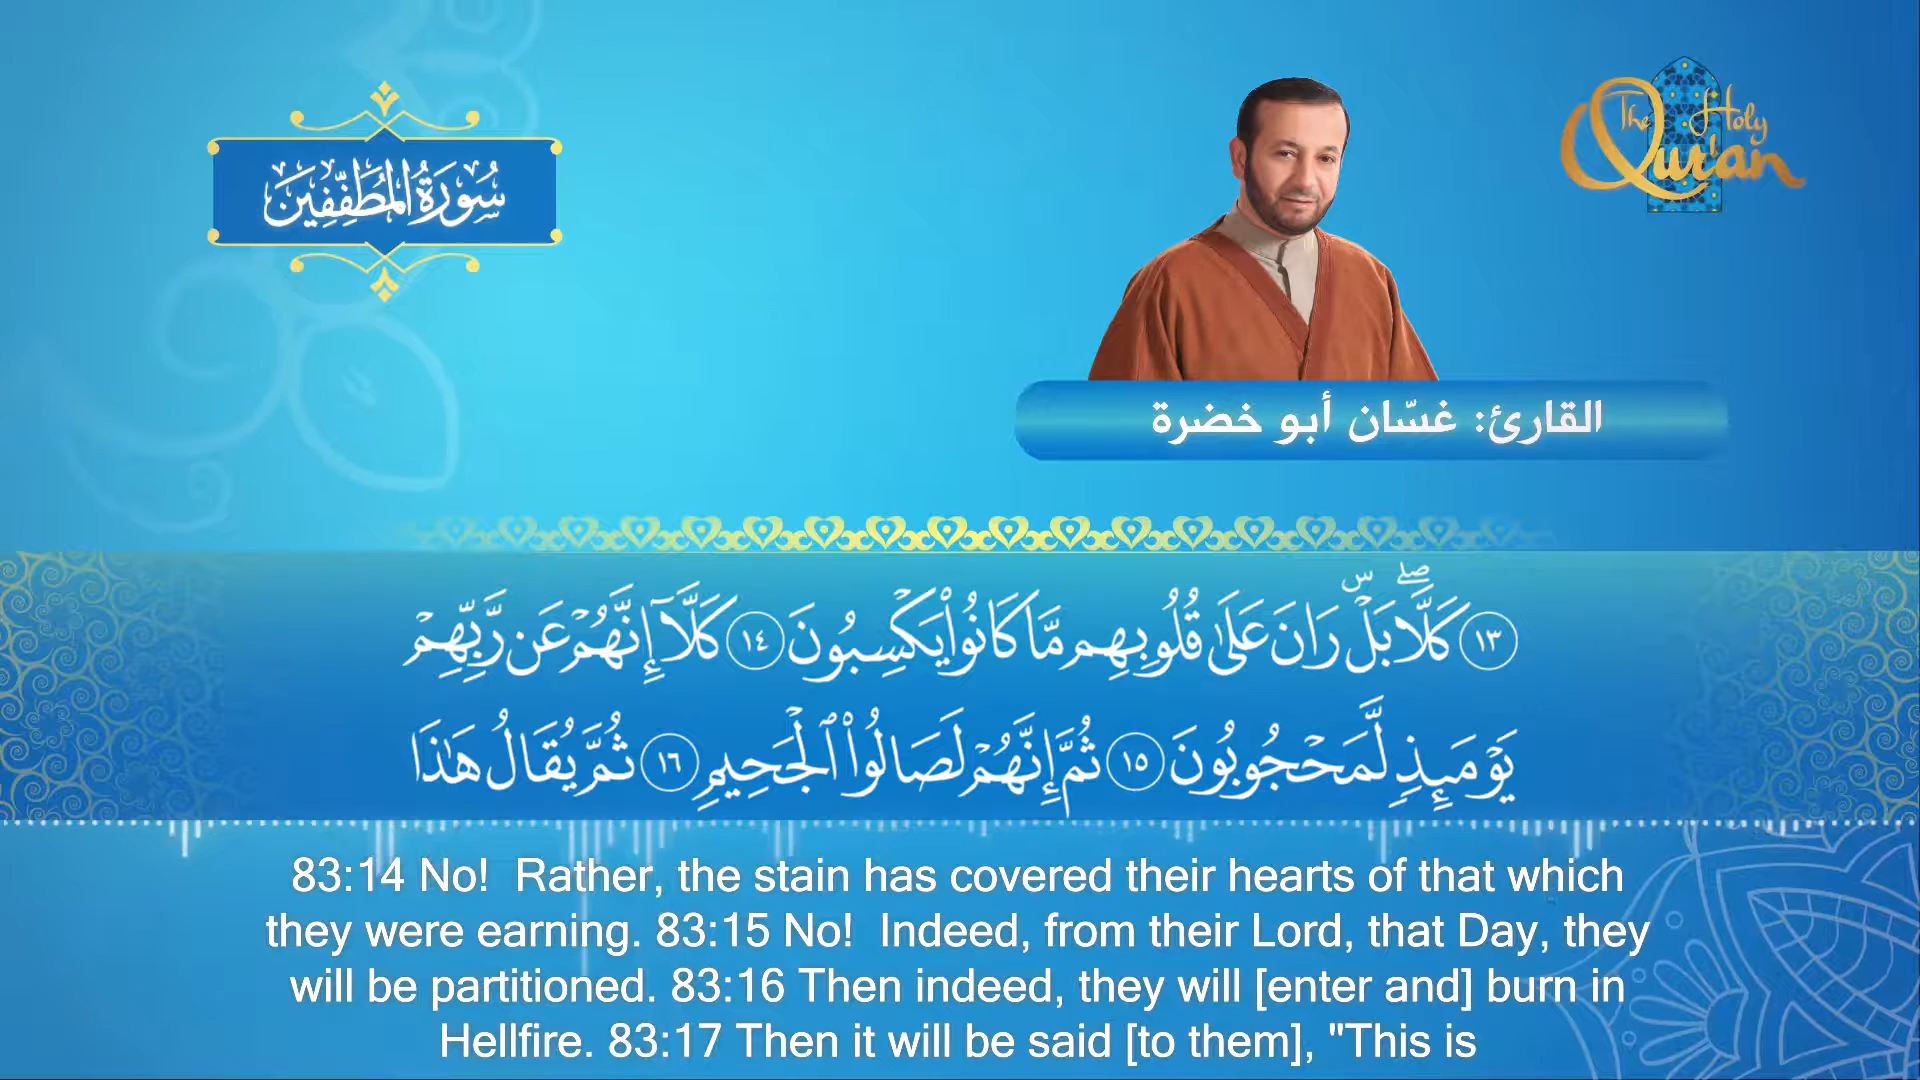 سُورَةُ المُطَفِّفِينَ
The Holy Qur'an
القارئ: غسّان أبو خضرة
١٣ كَلَّاۖ بَلْۜ رَانَ عَلَىٰ قُلُوبِهِم مَّا كَانُوا۟ يَكْسِبُونَ ١٤ كَلَّآ إِنَّهُمْ عَن رَّبِّهِمْ
يَوْمَئِذٍ لَّمَحْجُوبُونَ ١٥ ثُمَّ إِنَّهُمْ لَصَالُوا۟ ٱلْجَحِيمِ ١٦ ثُمَّ يُقَالُ هَٰذَا
83:14 No!  Rather, the stain has covered their hearts of that which
they were earning. 83:15 No!  Indeed, from their Lord, that Day, they
will be partitioned. 83:16 Then indeed, they will [enter and] burn in
Hellfire. 83:17 Then it will be said [to them], "This is